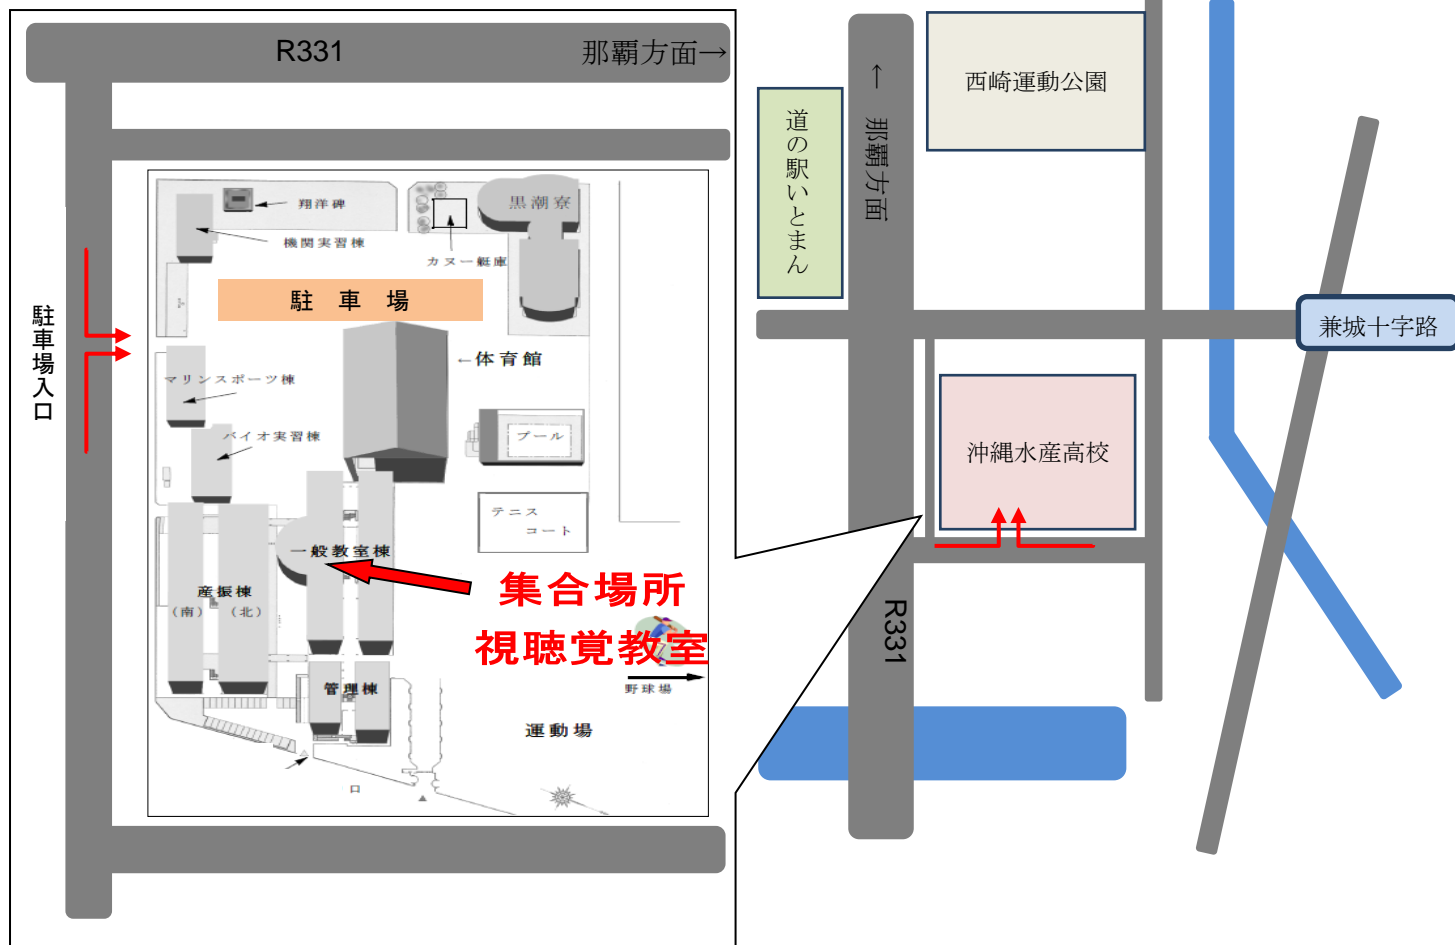 R331
那覇方面→
翔洋碑
機関実習棟
カヌー艇庫
黒潮寮
駐 車 場
駐車場入口
←体育館
マリンスポーツ棟
バイオ実習棟
プール
テニス
コート
一般教室棟
産振棟
(南)
(北)
集合場所
視聴覚教室
野球場
管理棟
運動場
口
道の駅いとまん
← 那覇方面
西崎運動公園
兼城十字路
沖縄水産高校
R331